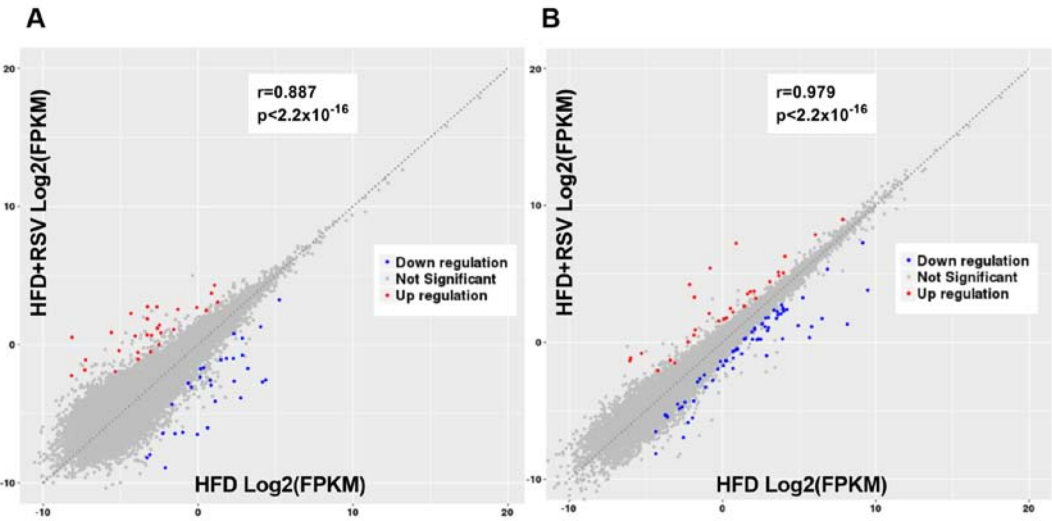 A
B
20
10
0
-10
-10
0
10
20
HFD+RSV Log2(FPKM)
HFD Log2(FPKM)
r=0.887
p<2.2x10-16
Down regulation
Not Significant
Up regulation
20
10
0
-10
-10
0
10
20
HFD+RSV Log2(FPKM)
HFD Log2(FPKM)
r=0.979
p<2.2x10-16
Down regulation
Not Significant
Up regulation